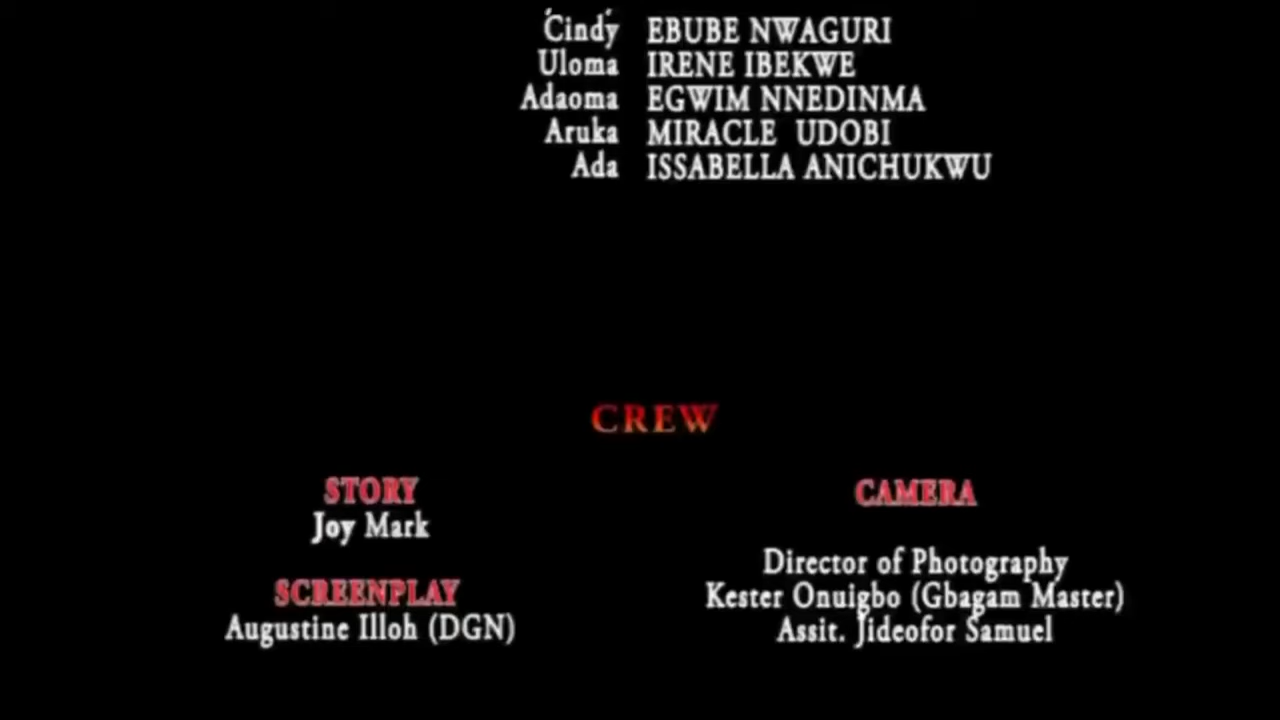 Cindy EBUBE NWAGURI
Uloma IRENE IBEKWE
Adaoma EGWIM NNEDINMA
Aruka MIRACLE UDOBI
Ada ISSABELLA ANICHUKWU
CREW
STORY
Joy Mark
SCREENPLAY
Augustine Illoh (DGN)
CAMERA
Director of Photography
Kester Onuigbo (Gbagam Master)
Assit. Jideofor Samuel